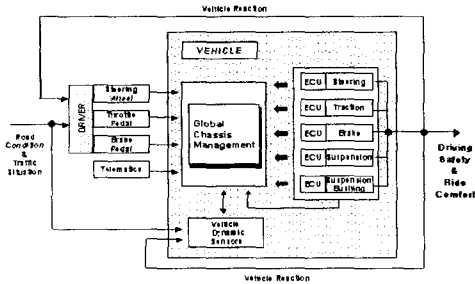 Vehicle Reaction
VEHICLE
DRIVER
Steering
Wheel
Throttle
Pedal
Brake
Pedal
Telematics
Road
Condition
&
Traffic
Situation
Global
Chassis
Management
Vehicle
Dynamic
Sensors
ECU Steering
ECU Traction
ECU Brake
ECU Suspension
ECU Suspension
Driving
Safety
&
Ride
Comfort
Vehicle Reaction